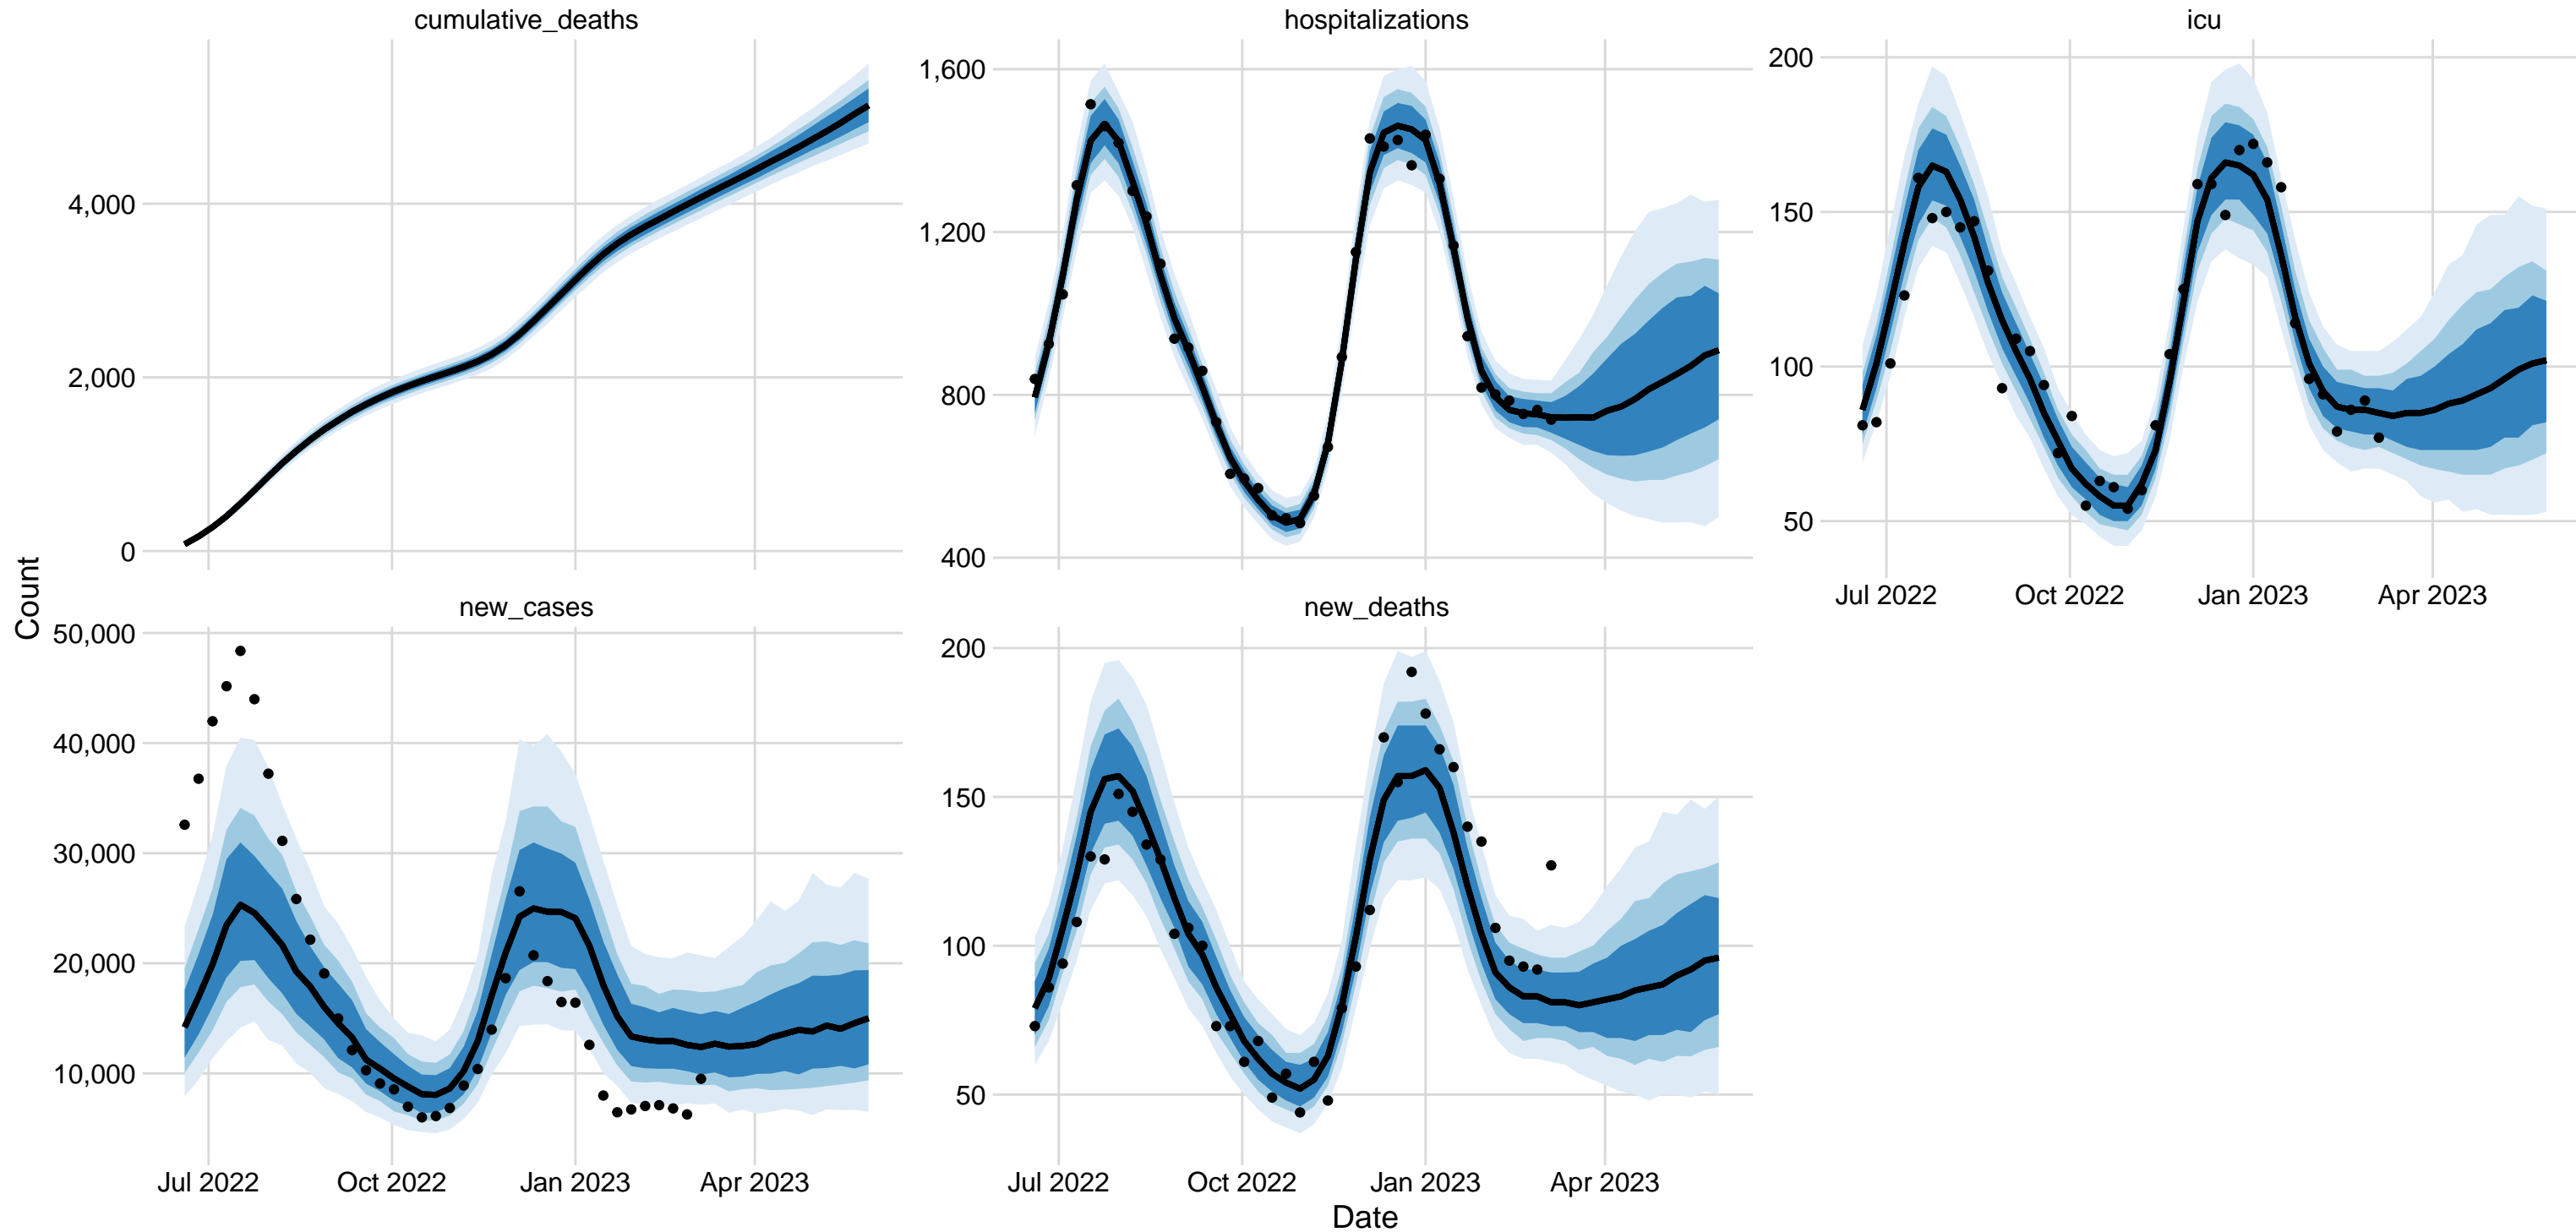 cumulative_deaths
hospitalizations
icu
4,000
2,000
0
1,600
1,200
800
400
200
150
100
50
Jul 2022
Oct 2022
Jan 2023
Apr 2023
Count
new_cases
new_deaths
50,000
40,000
30,000
20,000
10,000
200
150
100
50
Jul 2022
Oct 2022
Jan 2023
Apr 2023
Jul 2022
Oct 2022
Jan 2023
Apr 2023
Date